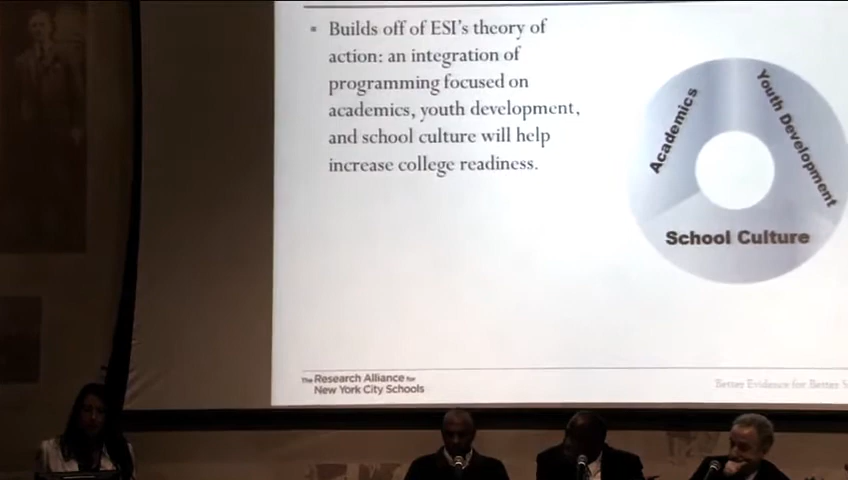 Builds off of ESI's theory of
action: an integration of
programming focused on
academics, youth development,
and school culture will help
increase college readiness.
Academics
Youth Development
School Culture
The Research Alliance for
New York City Schools
Better Evidence for Better